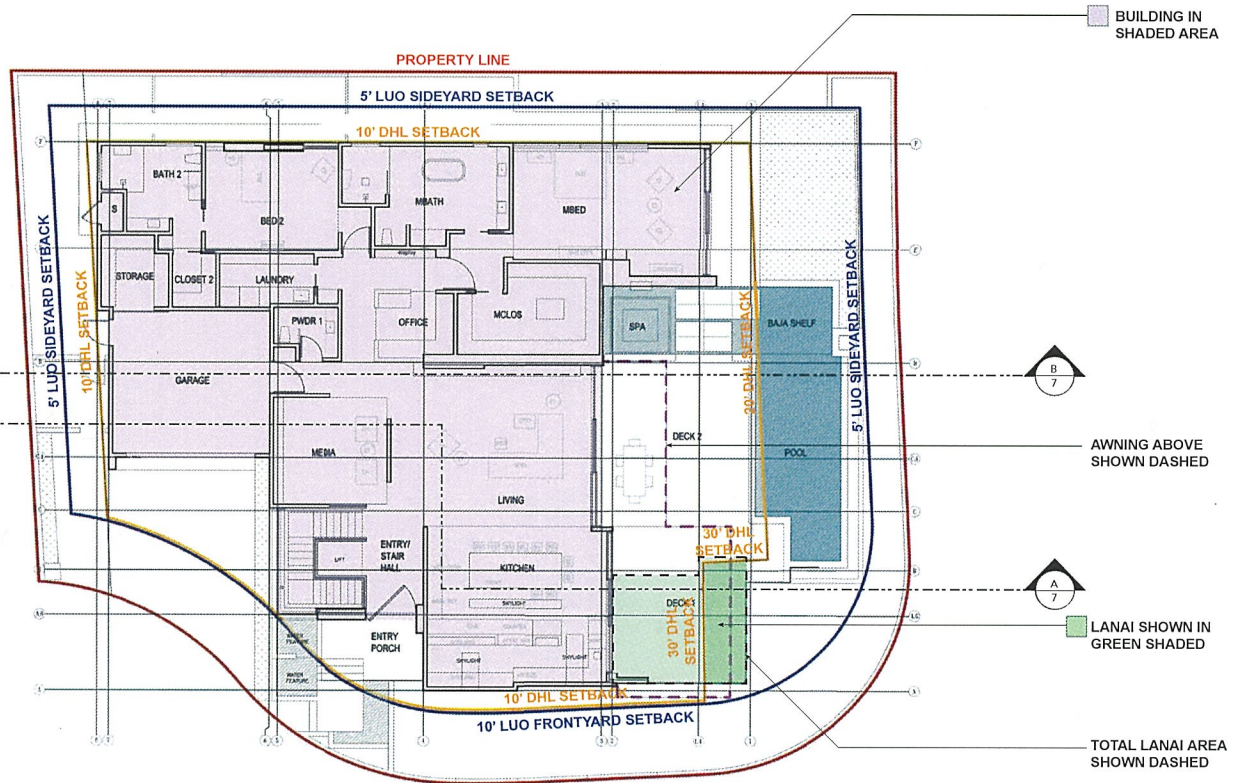 BUILDING IN
SHADED AREA
PROPERTY LINE
5' LUO SIDEYARD SETBACK
10' DHL SETBACK
BATH 2
BED 2
MBATH
MBED
S
STORAGE
CLOSET 2
LAUNDRY
OFFICE
MCLOS
PWDR 1
SPA
BAJA SHELF
5' LUO SIDEYARD SETBACK
10' DHL SETBACK
GARAGE
5' LUO SIDEYARD SETBACK
B
7
MEDIA
DECK 2
POOL
AWNING ABOVE
SHOWN DASHED
LIVING
30' DHL
SETBACK
LIFT
ENTRY/
STAIR
HALL
KITCHEN
SKYLIGHT
A
7
30' DHL
SETBACK
LANAI SHOWN IN
GREEN SHADED
WATER
FEATURE
ENTRY
PORCH
SKYLIGHT
SKYLIGHT
WATER
FEATURE
10' DHL SETBACK
10' LUO FRONTYARD SETBACK
TOTAL LANAI AREA
SHOWN DASHED